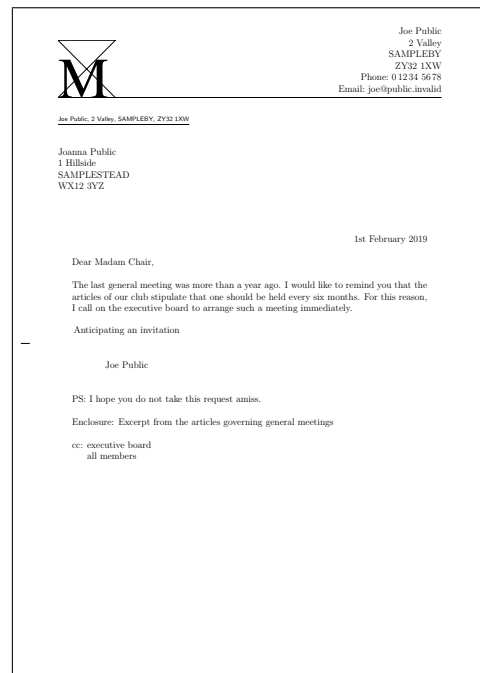 Joe Public
2 Valley
SAMPLEBY
ZY32 1XW
Phone: 0 12 34 56 78
Email: joe@public.invalid
M
Joe Public, 2 Valley, SAMPLEBY, ZY32 1XW
Joanna Public
1 Hillside
SAMPLESTEAD
WX12 3YZ
1st February 2019
Dear Madam Chair,
The last general meeting was more than a year ago. I would like to remind you that the
articles of our club stipulate that one should be held every six months. For this reason,
I call on the executive board to arrange such a meeting immediately.
Anticipating an invitation
Joe Public
PS: I hope you do not take this request amiss.
Enclosure: Excerpt from the articles governing general meetings
cc: executive board
all members